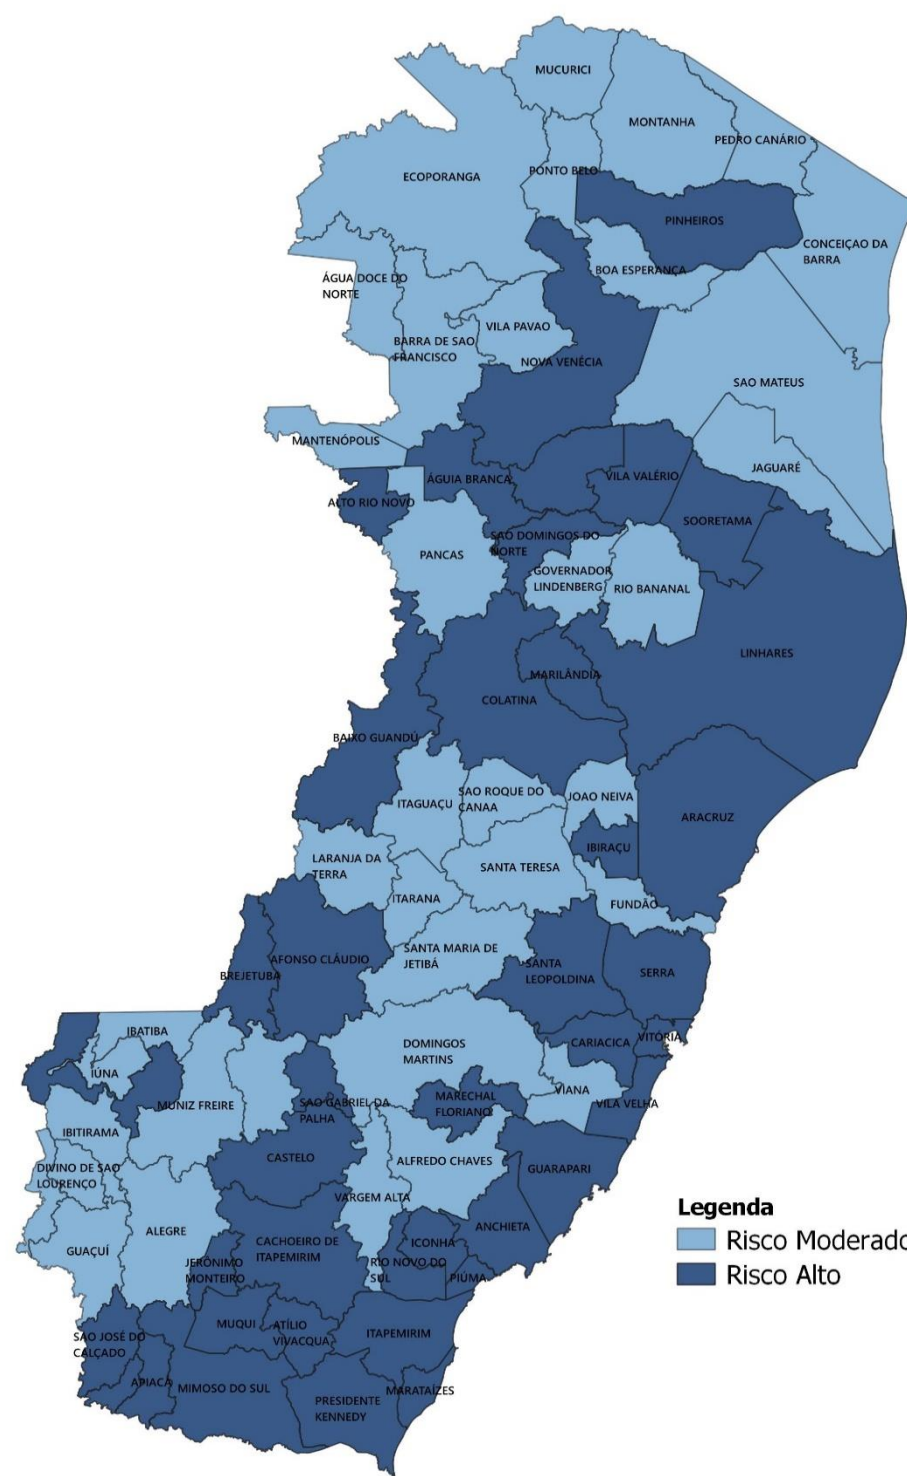 MUCURICI
MONTANHA
PEDRO CANÁRIO
ECOPORANGA
PONTO BELO
PINHEIROS
CONCEIÇAO DA
BARRA
BOA ESPERANÇA
ÁGUA DOCE DO
NORTE
VILA PAVAO
BARRA DE SAO
FRANCISCO
NOVA VENÉCIA
SAO MATEUS
MANTENÓPOLIS
JAGUARÉ
ÁGUIA BRANCA
VILA VALÉRIO
ALTO RIO NOVO
SOORETAMA
SAO DOMINGOS DO
NORTE
PANCAS
GOVERNADOR
LINDENBERG
RIO BANANAL
LINHARES
MARILÂNDIA
COLATINA
BAIXO GUANDÚ
ITAGUAÇU
SAO ROQUE DO
CANAA
JOAO NEIVA
ARACRUZ
IBIRAÇU
LARANJA DA
TERRA
SANTA TERESA
ITARANA
FUNDÃO
SANTA MARIA DE
JETIBÁ
AFONSO CLÁUDIO
BREJETUBA
SANTA
LEOPOLDINA
SERRA
IBATIBA
DOMINGOS
MARTINS
CARIACICA
VITÓRIA
IÚNA
VIANA
MUNIZ FREIRE
SAO GABRIEL DA
PALHA
MARECHAL
FLORIANO
VILA VELHA
IBITIRAMA
CASTELO
ALFREDO CHAVES
GUARAPARI
DIVINO DE SAO
LOURENÇO
VARGEM ALTA
ALEGRE
ANCHIETA
GUAÇUÍ
CACHOEIRO DE
ITAPEMIRIM
ICONHA
JERÔNIMO
MONTEIRO
RIO NOVO DO
SUL
PIÚMA
MUQUI
ATÍLIO
VIVACQUA
ITAPEMIRIM
SAO JOSÉ DO
CALÇADO
APIACÁ
MIMOSO DO SUL
PRESIDENTE
KENNEDY
MARATAÍZES
Legenda
Risco Moderado
Risco Alto